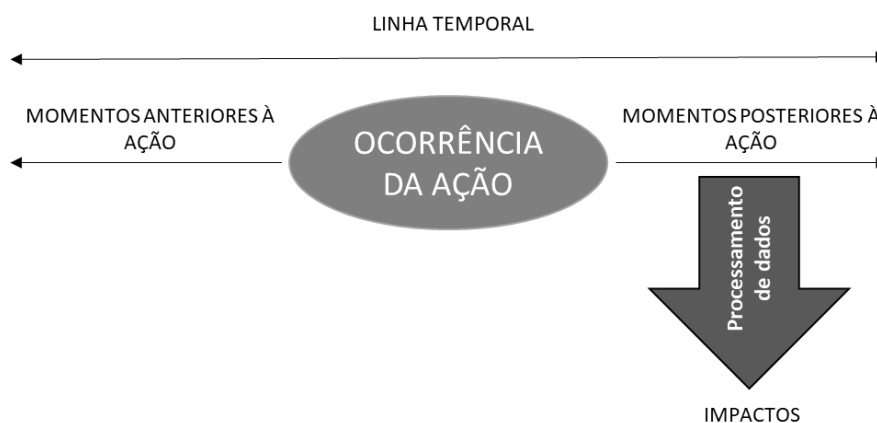 LINHA TEMPORAL
MOMENTOS ANTERIORES À
AÇÃO
OCORRÊNCIA
DA AÇÃO
MOMENTOS POSTERIORES À
AÇÃO
Processamento
de dados
IMPACTOS